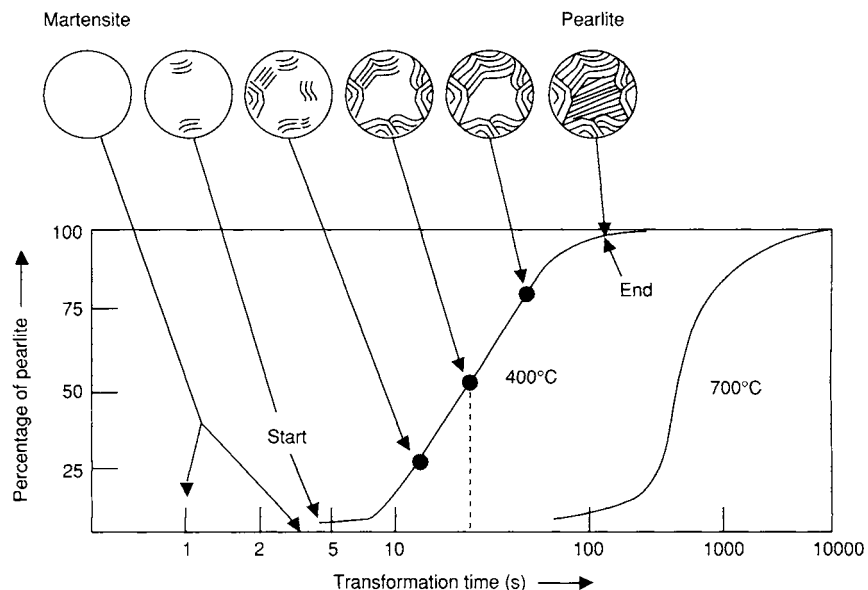 Martensite
Pearlite
100
75
50
25
Percentage of pearlite
Start
End
400°C
700°C
1
2
5
10
100
1000
10000
Transformation time (s)